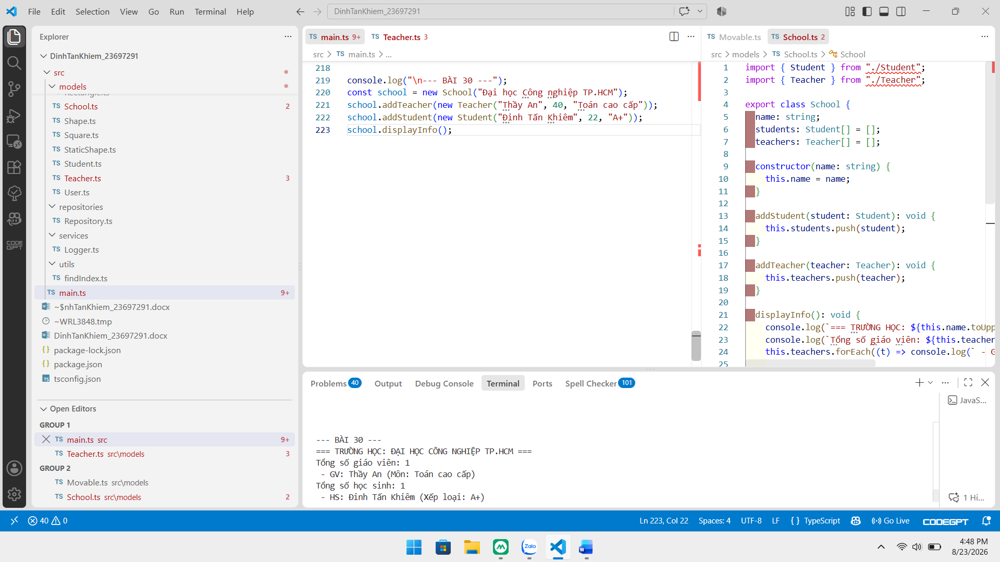 File Edit Selection View Go Run Terminal Help
DinhTanKhiem_23697291
Explorer
DinhTanKhiem_23697291
src
models
School.ts 2
Shape.ts
Square.ts
StaticShape.ts
Student.ts
Teacher.ts 3
User.ts
repositories
Repository.ts
services
Logger.ts
utils
findIndex.ts
main.ts 9+
~$nhTanKhiem_23697291.docx
~WRL3848.tmp
DinhTanKhiem_23697291.docx
package-lock.json
package.json
tsconfig.json
Open Editors
GROUP 1
main.ts src 9+
Teacher.ts src\models 3
GROUP 2
Movable.ts src\models
School.ts src\models 2
CODE GPT
main.ts 9+ Teacher.ts 3
src > main.ts > ...
218
219 console.log("\n--- BÀI 30 ---");
220 const school = new School("Đại học Công nghiệp TP.HCM");
221 school.addTeacher(new Teacher("Thầy An", 40, "Toán cao cấp"));
222 school.addStudent(new Student("Đinh Tấn Khiêm", 22, "A+"));
223 school.displayInfo();
Movable.ts School.ts 2
src > models > School.ts > School
1 import { Student } from "./Student";
2 import { Teacher } from "./Teacher";
3
4 export class School {
5 name: string;
6 students: Student[] = [];
7 teachers: Teacher[] = [];
8
9 constructor(name: string) {
10 this.name = name;
11 }
12
13 addStudent(student: Student): void {
14 this.students.push(student);
15 }
16
17 addTeacher(teacher: Teacher): void {
18 this.teachers.push(teacher);
19 }
20
21 displayInfo(): void {
22 console.log(`=== TRƯỜNG HỌC: ${this.name.toUpp
23 console.log(`Tổng số giáo viên: ${this.teacher
24 this.teachers.forEach((t) => console.log(` - G
25
Problems 40 Output Debug Console Terminal Ports Spell Checker 101
JavaS...
--- BÀI 30 ---
=== TRƯỜNG HỌC: ĐẠI HỌC CÔNG NGHIỆP TP.HCM ===
Tổng số giáo viên: 1
- GV: Thầy An (Môn: Toán cao cấp)
Tổng số học sinh: 1
- HS: Đinh Tấn Khiêm (Xếp loại: A+)
1 Hi...
40 0
Ln 223, Col 22 Spaces: 4 UTF-8 LF { } TypeScript Go Live CODEGPT
Zalo
4:48 PM
8/23/2026